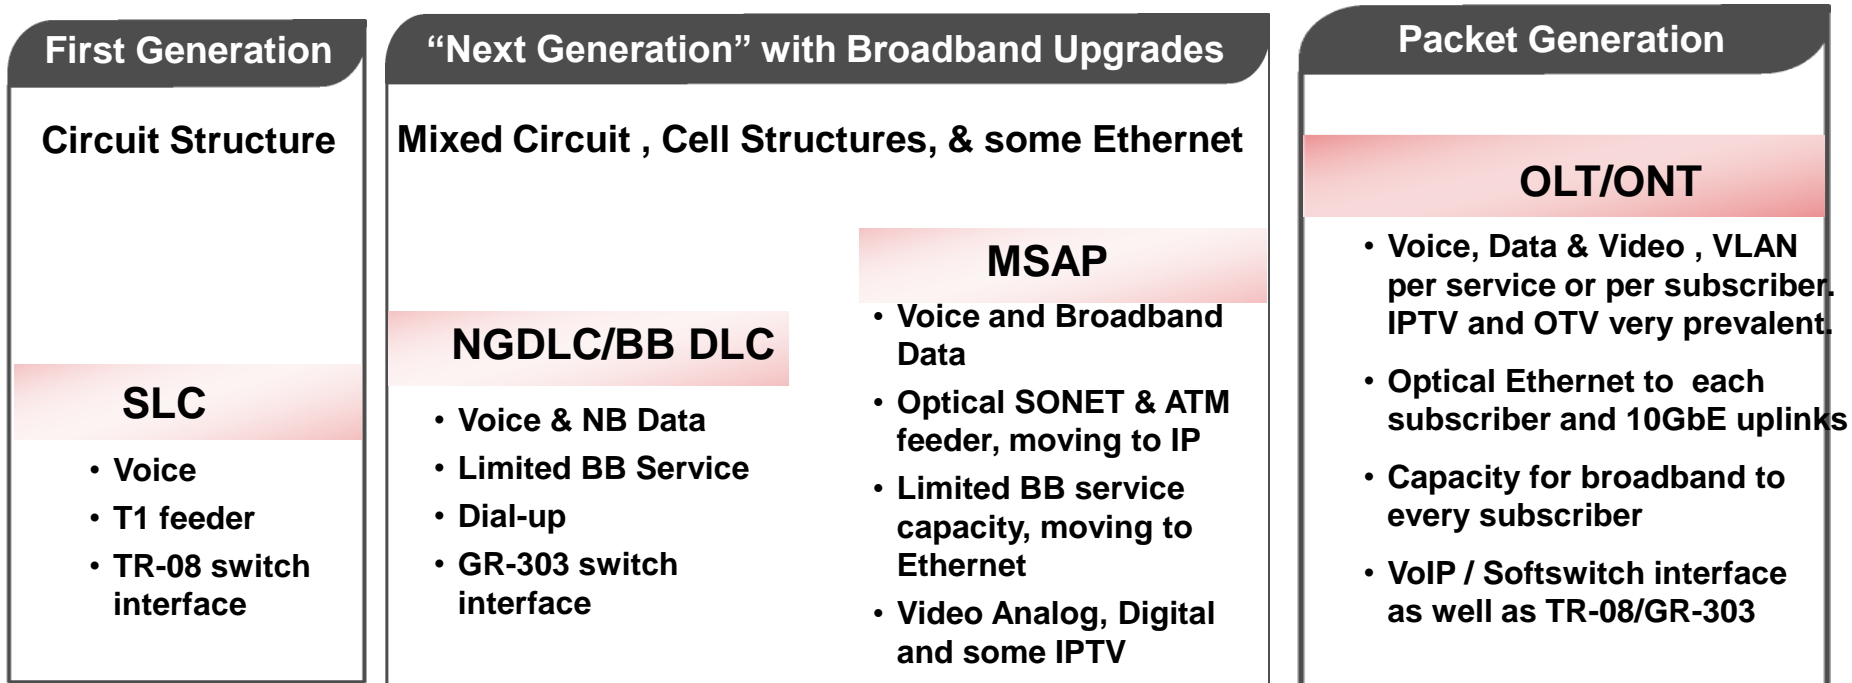 First Generation
Circuit Structure
SLC
• Voice
• T1 feeder
• TR-08 switch
interface
“Next Generation” with Broadband Upgrades
Mixed Circuit , Cell Structures, & some Ethernet
NGDLC/BB DLC
• Voice & NB Data
• Limited BB Service
• Dial-up
• GR-303 switch
interface
MSAP
• Voice and Broadband
Data
• Optical SONET & ATM
feeder, moving to IP
• Limited BB service
capacity, moving to
Ethernet
• Video Analog, Digital
and some IPTV
Packet Generation
OLT/ONT
• Voice, Data & Video , VLAN
per service or per subscriber.
IPTV and OTV very prevalent.
• Optical Ethernet to each
subscriber and 10GbE uplinks
• Capacity for broadband to
every subscriber
• VoIP / Softswitch interface
as well as TR-08/GR-303